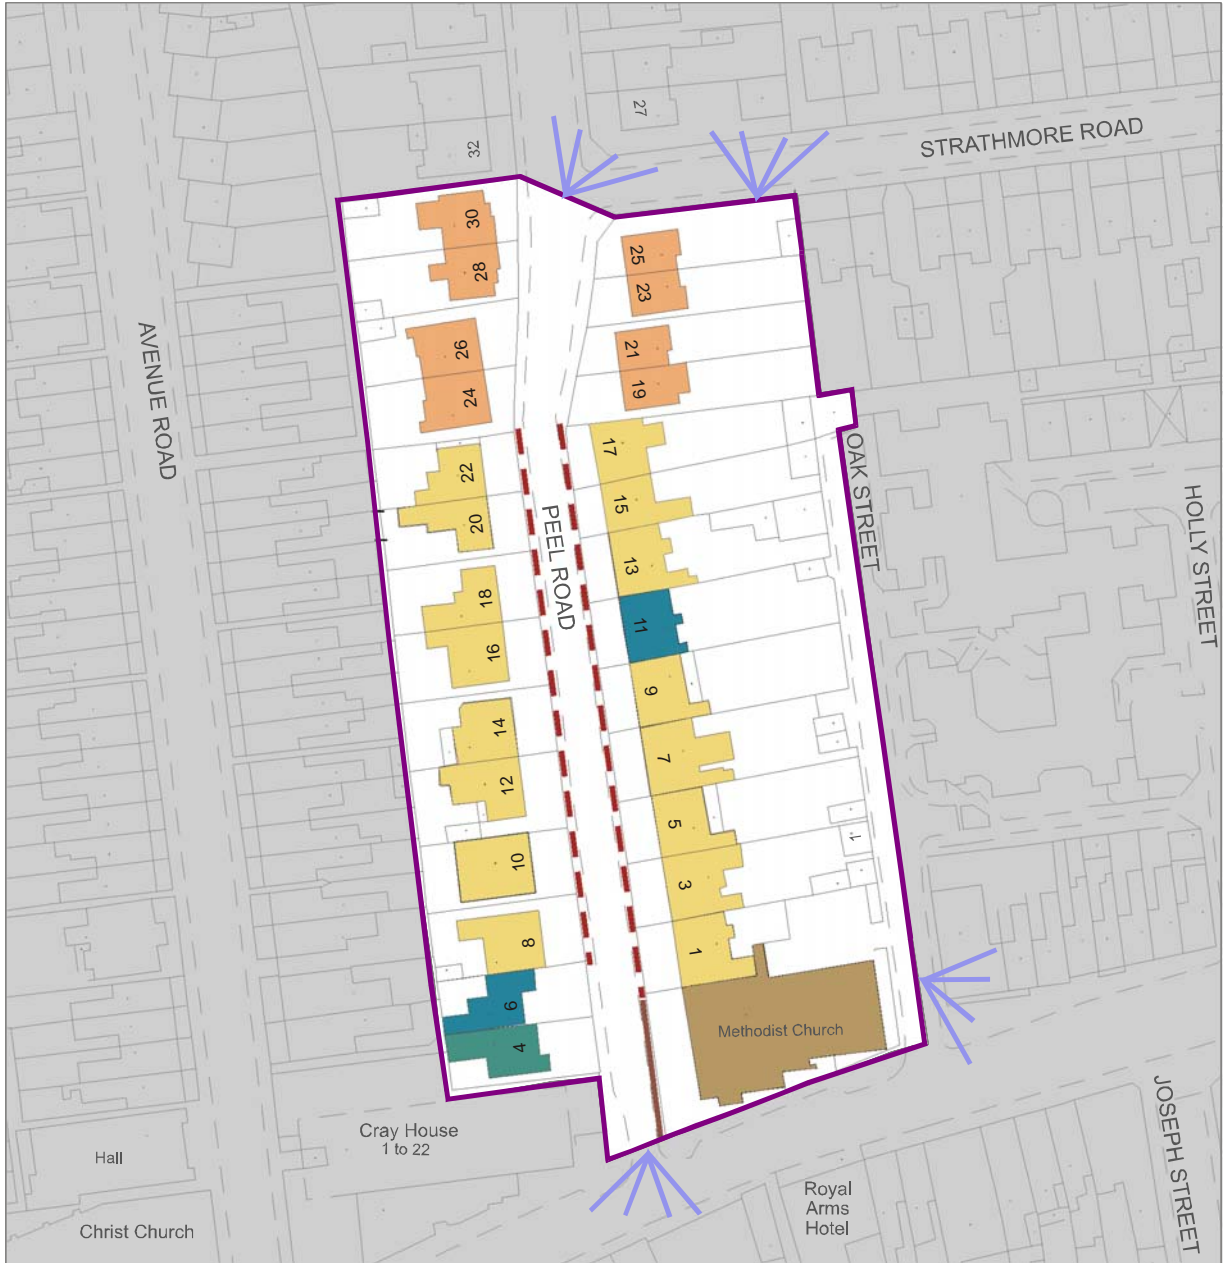 27
32
STRATHMORE ROAD
30
28
25
23
26
24
21
19
AVENUE ROAD
22
20
17
15
13
PEEL ROAD
OAK STREET
HOLLY STREET
18
16
11
9
14
12
7
5
10
3
1
8
1
6
4
Methodist Church
Cray House
1 to 22
Hall
Christ Church
Royal
Arms
Hotel
JOSEPH STREET